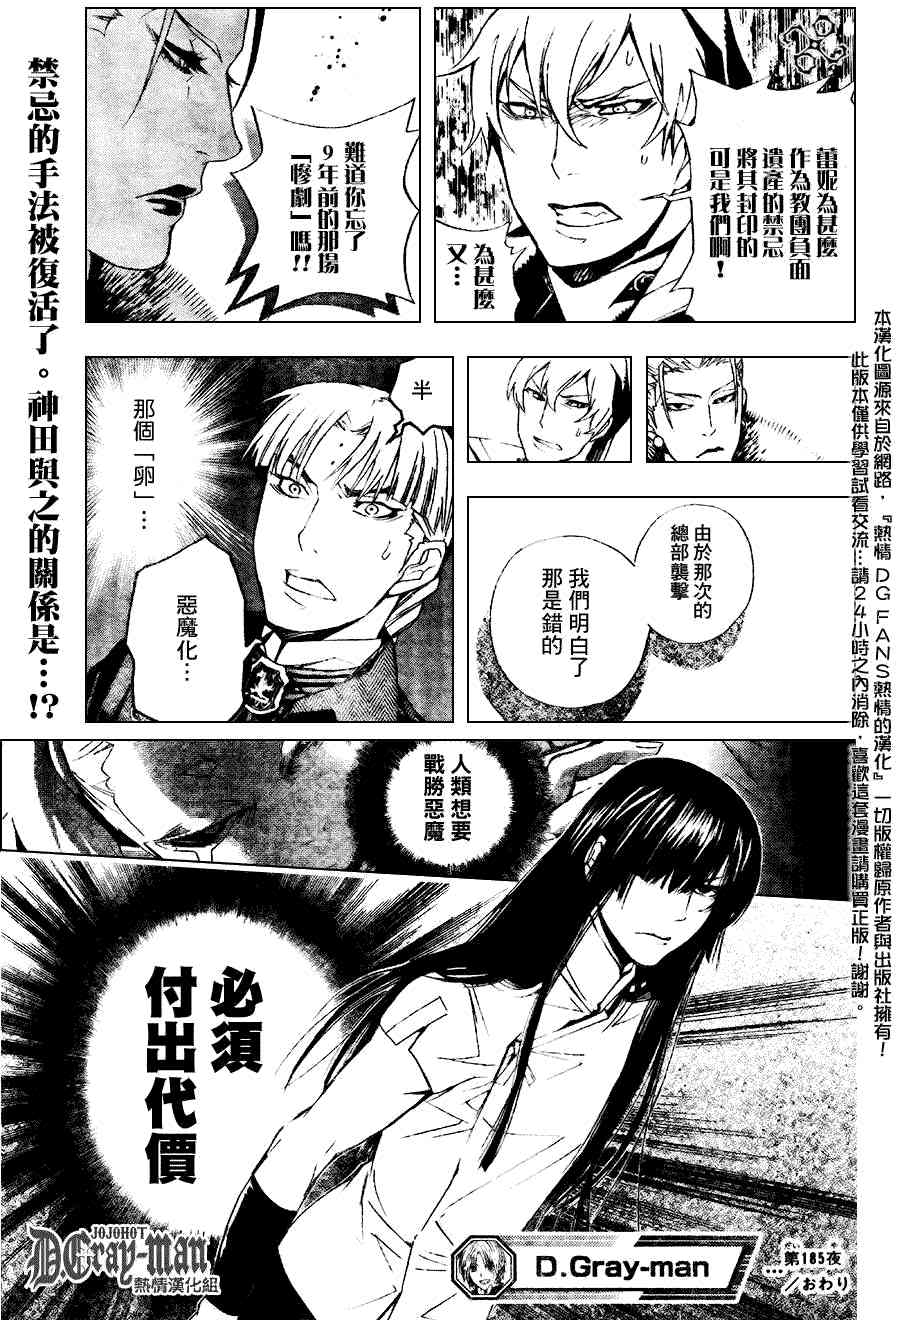 蕾妮為甚麼
作為教團負面
遺產的禁忌
將其封印的
可是我們啊！
為甚麼
又…
難道你忘了
9年前的那場
「慘劇」嗎!!
由於那次的
總部襲擊
我們明白了
那是錯的
半
那個「卵」…
惡魔化…
人類想要
戰勝惡魔
必須
付出代價
禁忌的手法被復活了。神田與之的關係是…!?
本漢化圖源來自於網路，『熱情DG FANS熱情的漢化』一切版權歸原作者與出版社擁有！
此版本僅供學習試看交流…請24小時之內消除，喜歡這套漫畫請購買正版！謝謝。
JOJOHOT
D.Gray-man
熱情漢化組
D.Gray-man
…第185夜
だい
や
／おわり